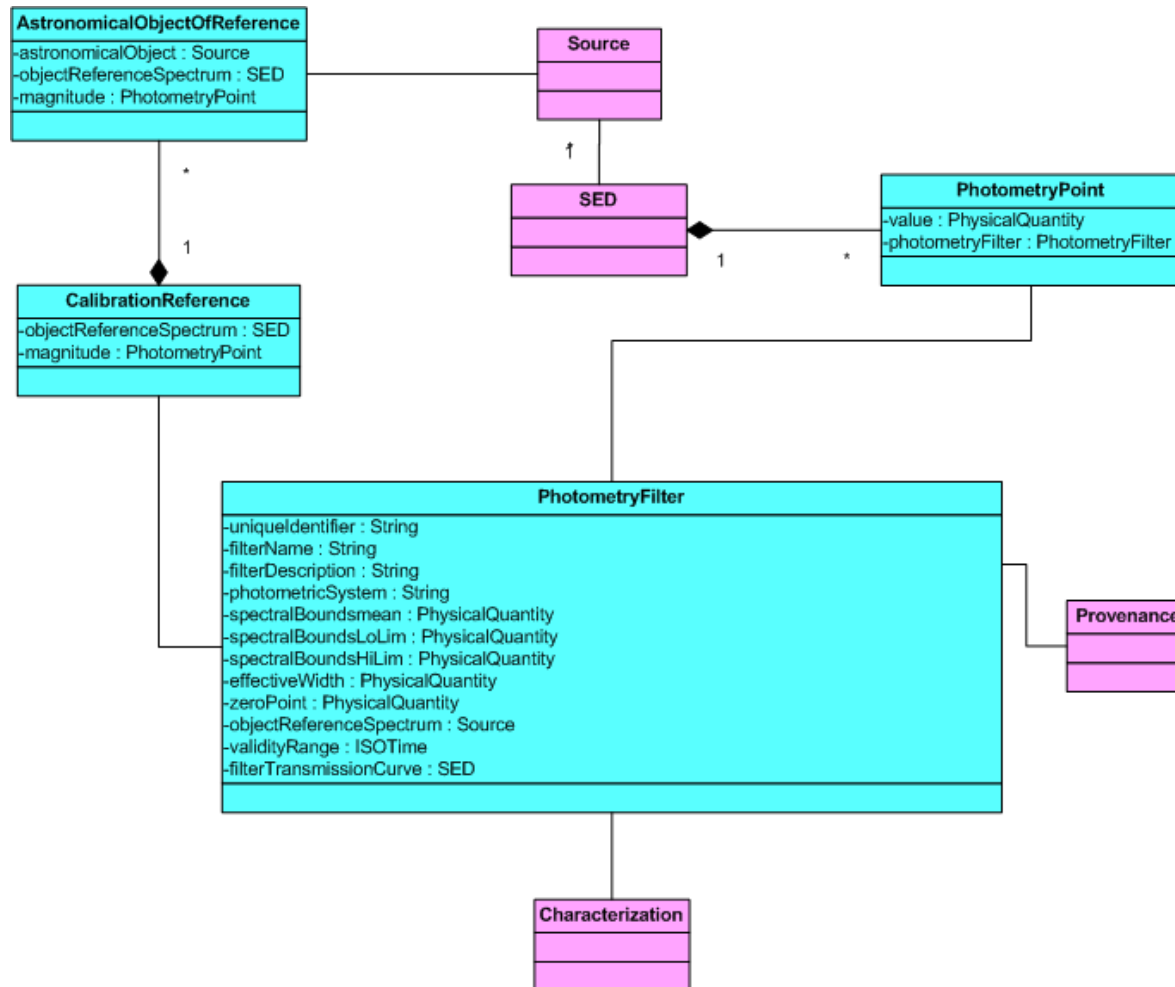 AstronomicalObjectOfReference
-astronomicalObject : Source
-objectReferenceSpectrum : SED
-magnitude : PhotometryPoint
Source
*
1
CalibrationReference
-objectReferenceSpectrum : SED
-magnitude : PhotometryPoint
SED
1
*
PhotometryPoint
-value : PhysicalQuantity
-photometryFilter : PhotometryFilter
*
1
PhotometryFilter
-uniqueIdentifier : String
-filterName : String
-filterDescription : String
-photometricSystem : String
-spectralBoundsmean : PhysicalQuantity
-spectralBoundsLoLim : PhysicalQuantity
-spectralBoundsHiLim : PhysicalQuantity
-effectiveWidth : PhysicalQuantity
-zeroPoint : PhysicalQuantity
-objectReferenceSpectrum : Source
-validityRange : ISOTime
-filterTransmissionCurve : SED
Provenance
Characterization